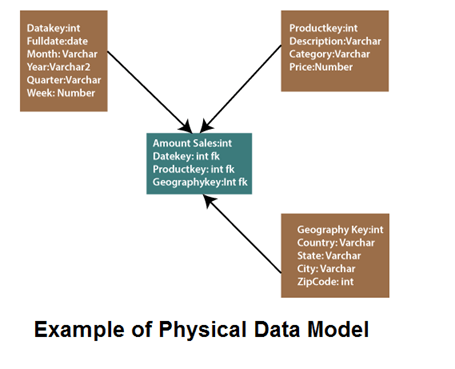 Datakey:int
Fulldate:date
Month: Varchar
Year:Varchar2
Quarter:Varchar
Week: Number
Productkey:int
Description:Varchar
Category:Varchar
Price:Number
Amount Sales:int
Datekey: int fk
Productkey: int fk
Geographykey:Int fk
Geography Key:int
Country: Varchar
State: Varchar
City: Varchar
ZipCode: int
Example of Physical Data Model